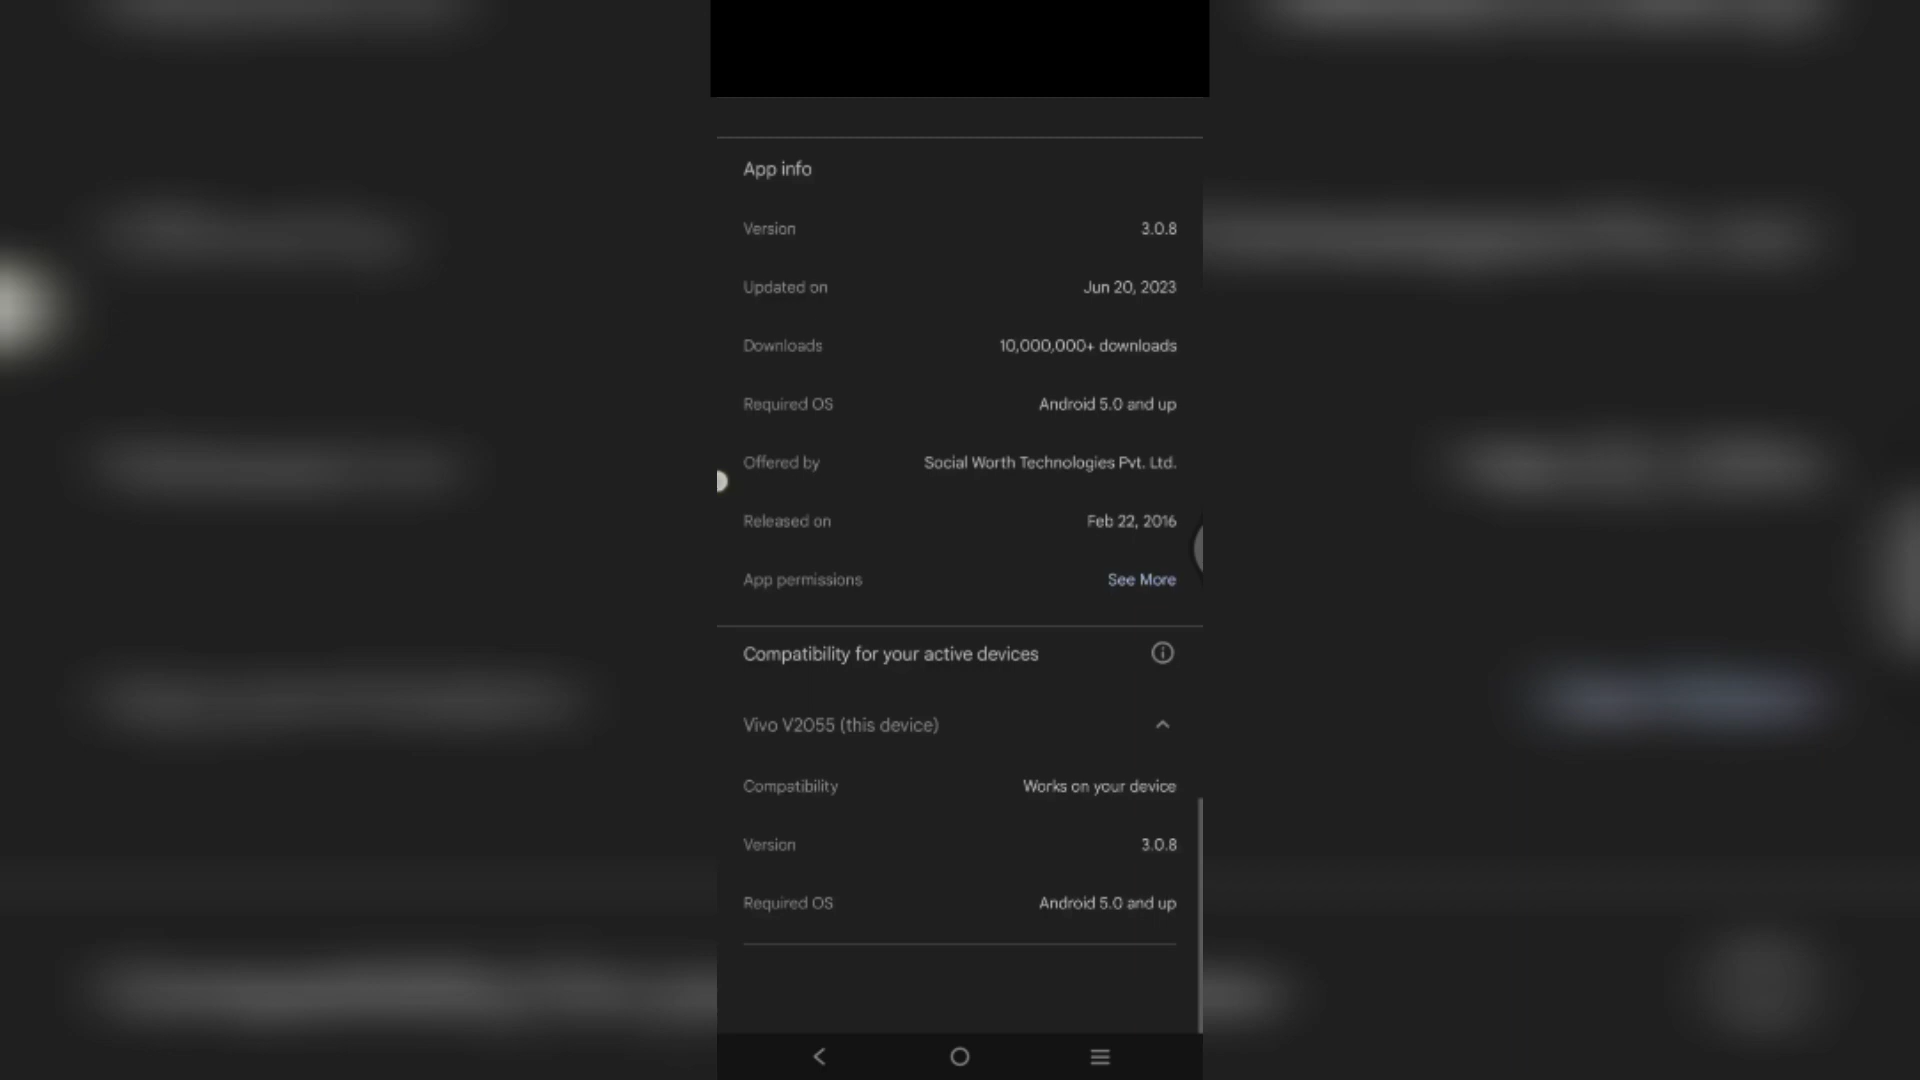 App info
Version 3.0.8
Updated on Jun 20, 2023
Downloads 10,000,000+ downloads
Required OS Android 5.0 and up
Offered by Social Worth Technologies Pvt. Ltd.
Released on Feb 22, 2016
App permissions See More
Compatibility for your active devices
Vivo V2055 (this device)
Compatibility Works on your device
Version 3.0.8
Required OS Android 5.0 and up